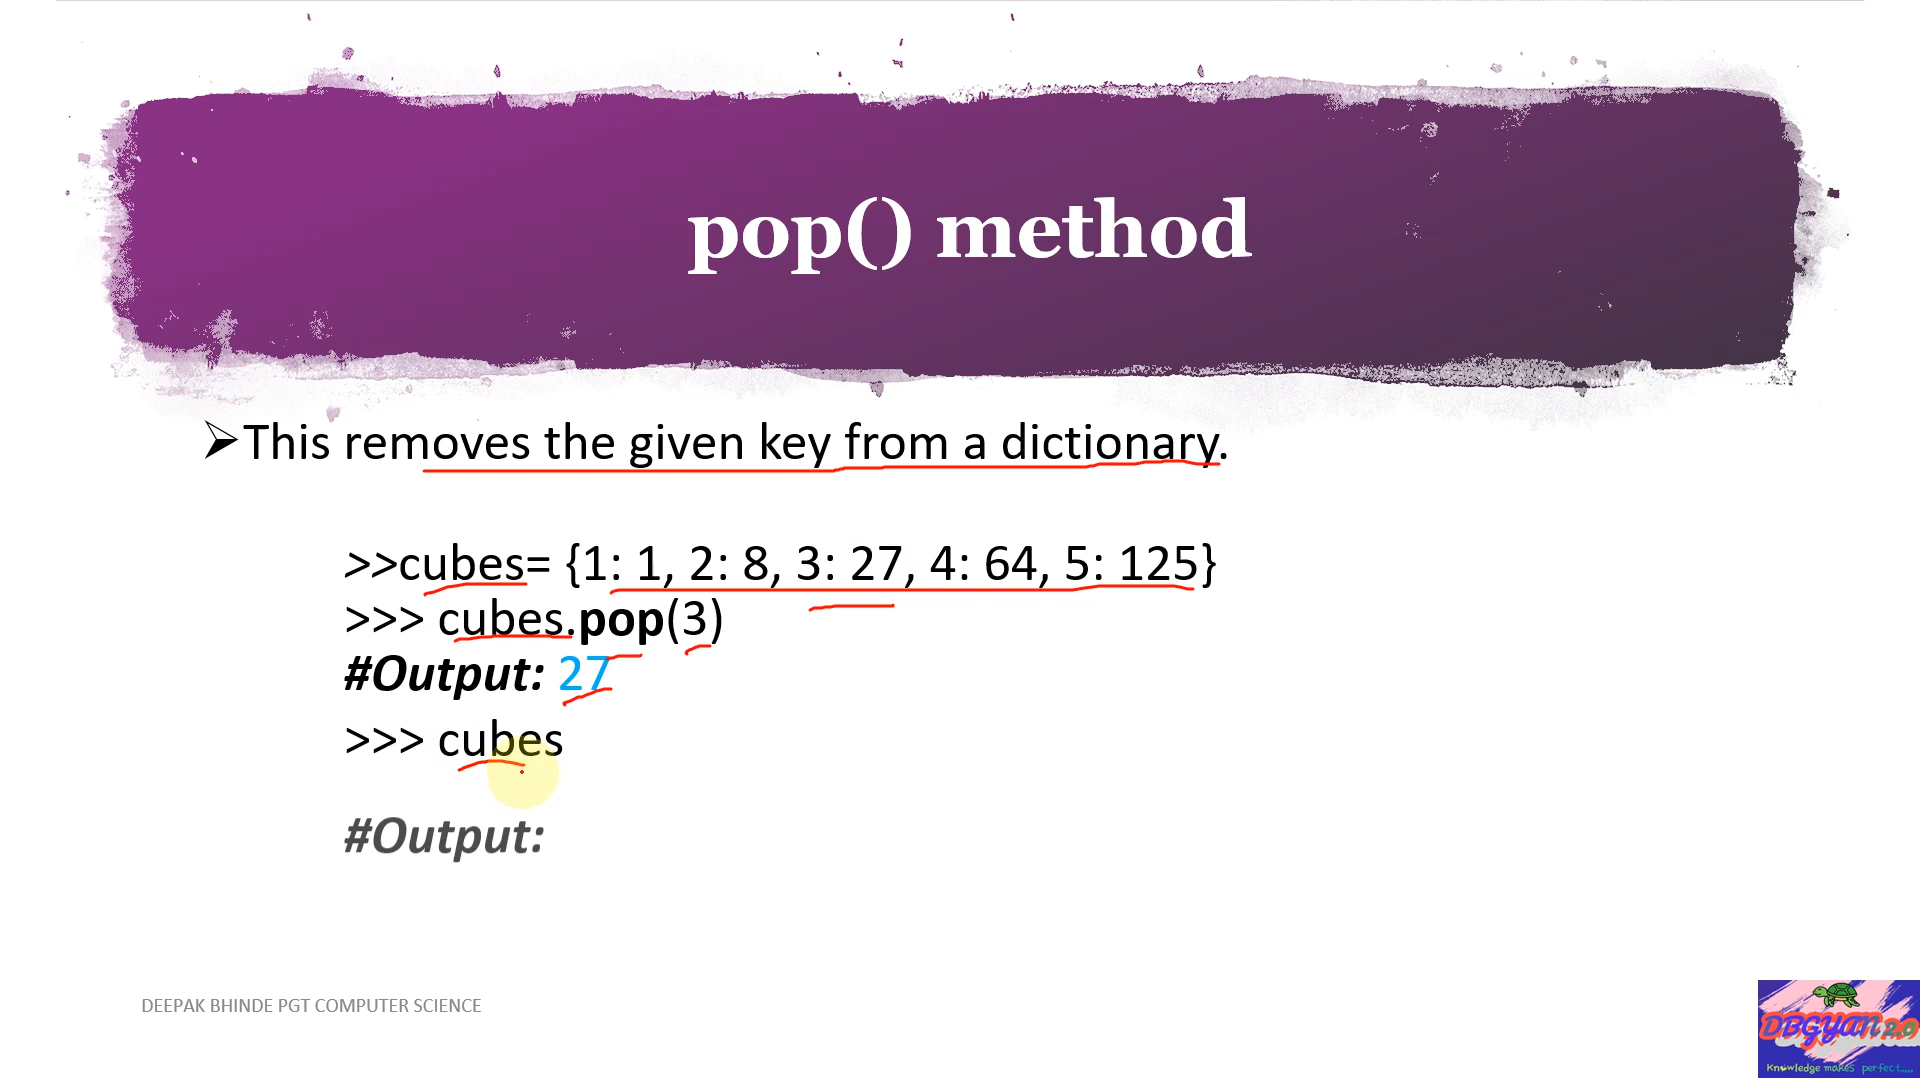 pop() method
➢This removes the given key from a dictionary.
>>cubes= {1: 1, 2: 8, 3: 27, 4: 64, 5: 125}
>>> cubes.pop(3)
#Output: 27
>>> cubes
#Output:
DEEPAK BHINDE PGT COMPUTER SCIENCE
DBGYAN 2.0
Knowledge makes perfect....